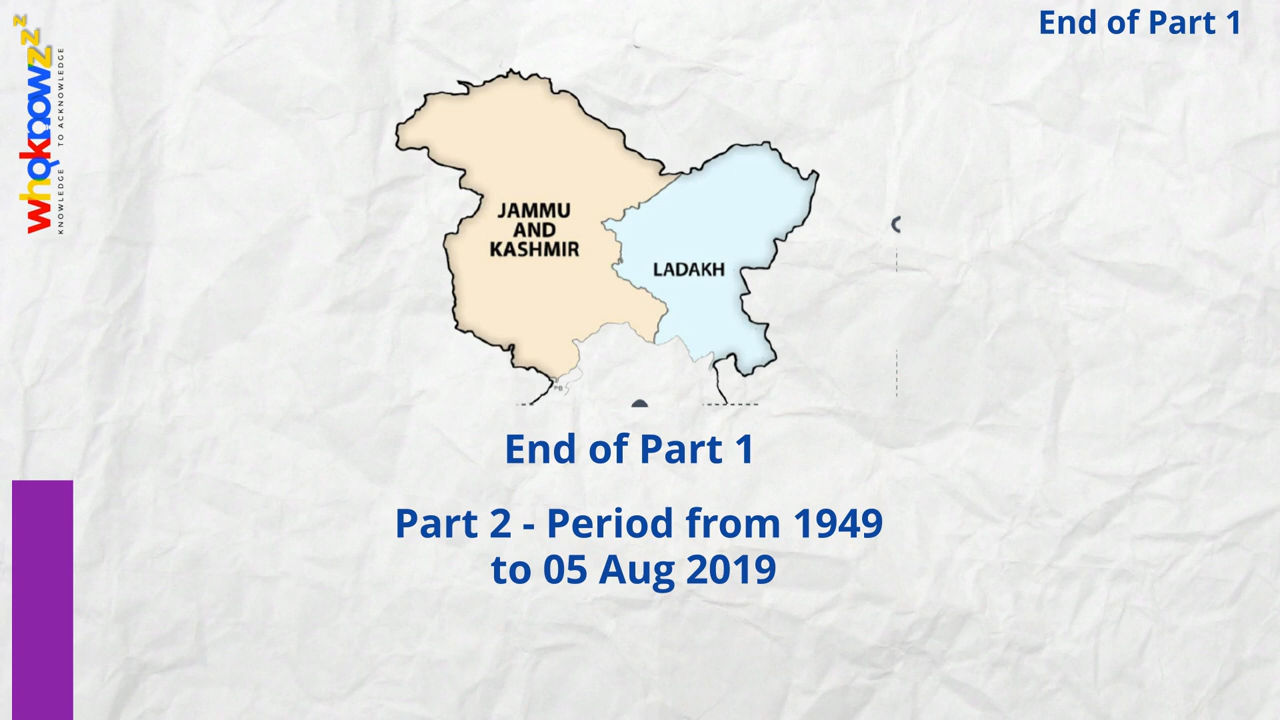 End of Part 1
whqknowzzz
KNOWLEDGE TO ACKNOWLEDGE
JAMMU
AND
KASHMIR
LADAKH
End of Part 1
Part 2 - Period from 1949
to 05 Aug 2019